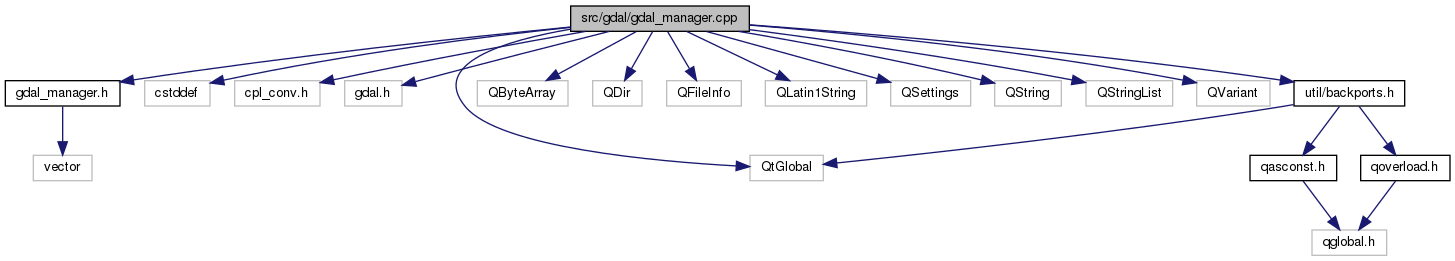 src/gdal/gdal_manager.cpp
gdal_manager.h
cstddef
cpl_conv.h
gdal.h
QByteArray
QDir
QFileInfo
QLatin1String
QSettings
QString
QStringList
QVariant
util/backports.h
vector
QtGlobal
qasconst.h
qoverload.h
qglobal.h